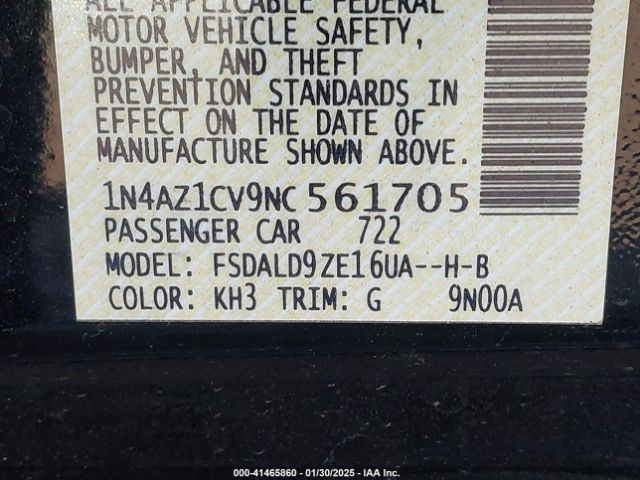 ALL APPLICABLE FEDERAL
MOTOR VEHICLE SAFETY,
BUMPER, AND THEFT
PREVENTION STANDARDS IN
EFFECT ON THE DATE OF
MANUFACTURE SHOWN ABOVE.
1N4AZ1CV9NC561705
PASSENGER CAR 722
MODEL: FSDALD9ZE16UA--H-B
COLOR: KH3 TRIM: G 9N00A
000-41465860 - 01/30/2025 - IAA Inc.